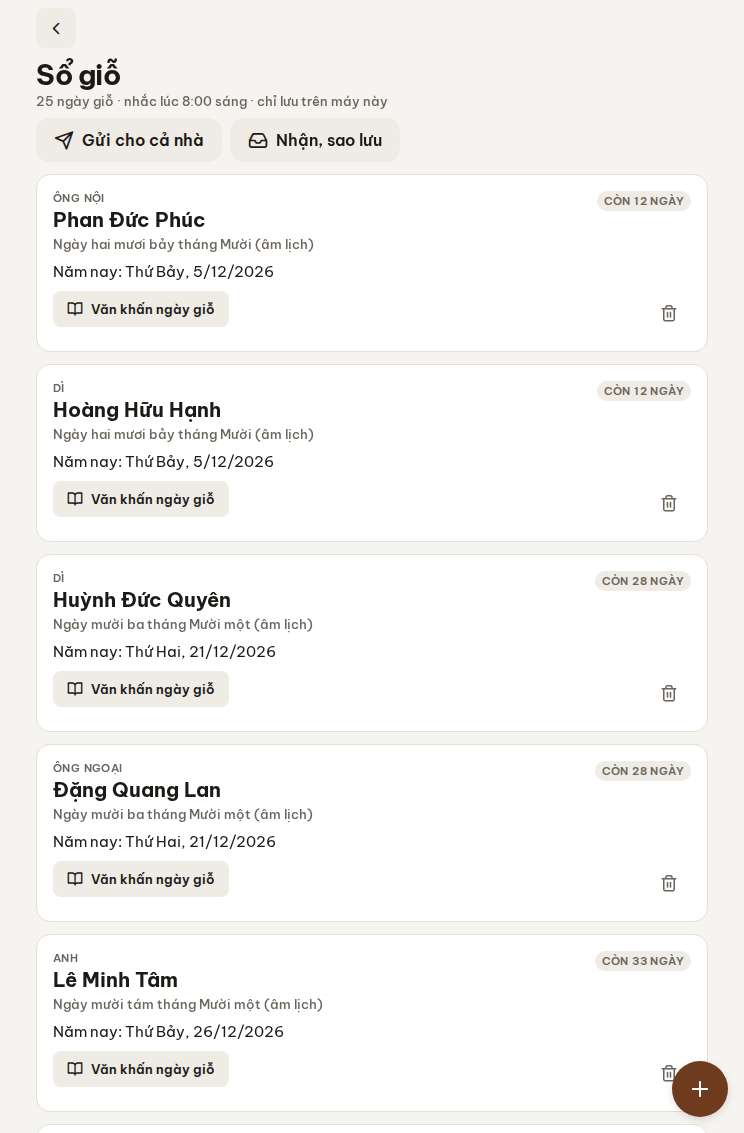 Sổ giỗ
25 ngày giỗ · nhắc lúc 8:00 sáng · chỉ lưu trên máy này
Gửi cho cả nhà
Nhận, sao lưu
ÔNG NỘI
CÒN 12 NGÀY
Phan Đức Phúc
Ngày hai mươi bảy tháng Mười (âm lịch)
Năm nay: Thứ Bảy, 5/12/2026
Văn khấn ngày giỗ
DÌ
CÒN 12 NGÀY
Hoàng Hữu Hạnh
Ngày hai mươi bảy tháng Mười (âm lịch)
Năm nay: Thứ Bảy, 5/12/2026
Văn khấn ngày giỗ
DÌ
CÒN 28 NGÀY
Huỳnh Đức Quyên
Ngày mười ba tháng Mười một (âm lịch)
Năm nay: Thứ Hai, 21/12/2026
Văn khấn ngày giỗ
ÔNG NGOẠI
CÒN 28 NGÀY
Đặng Quang Lan
Ngày mười ba tháng Mười một (âm lịch)
Năm nay: Thứ Hai, 21/12/2026
Văn khấn ngày giỗ
ANH
CÒN 33 NGÀY
Lê Minh Tâm
Ngày mười tám tháng Mười một (âm lịch)
Năm nay: Thứ Bảy, 26/12/2026
Văn khấn ngày giỗ